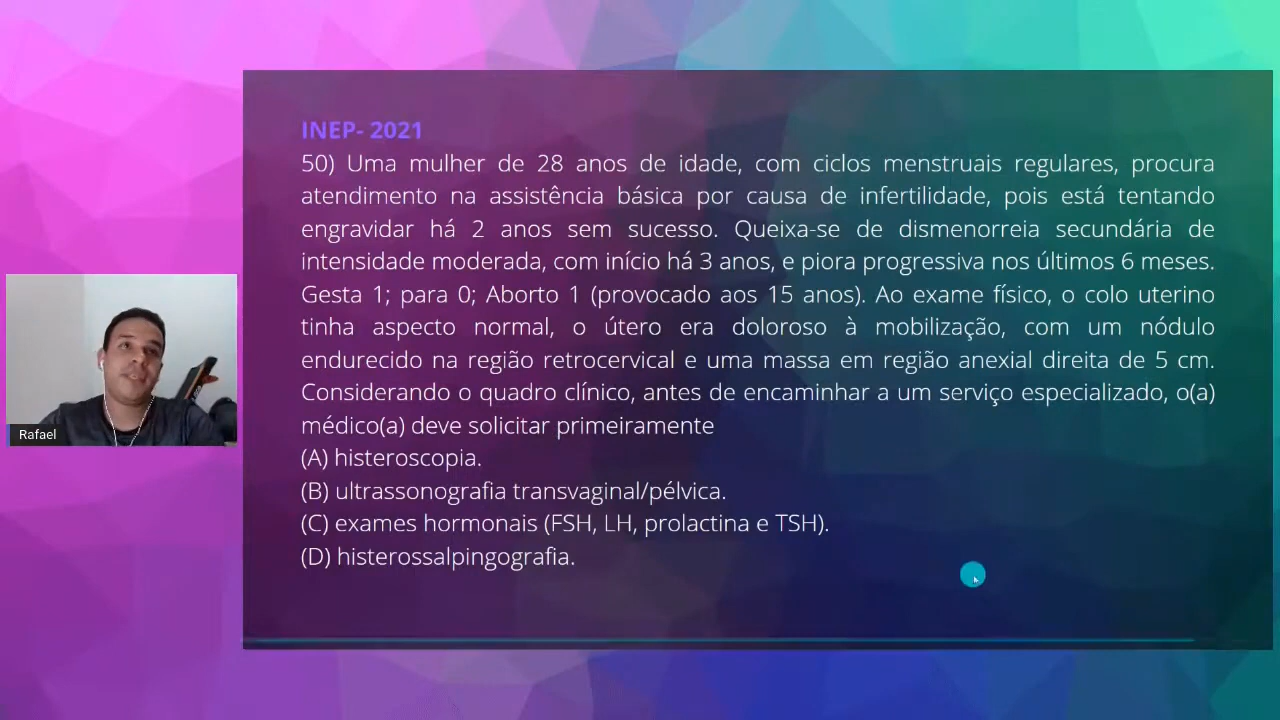 INEP- 2021
50) Uma mulher de 28 anos de idade, com ciclos menstruais regulares, procura
atendimento na assistência básica por causa de infertilidade, pois está tentando
engravidar há 2 anos sem sucesso. Queixa-se de dismenorreia secundária de
intensidade moderada, com início há 3 anos, e piora progressiva nos últimos 6 meses.
Gesta 1; para 0; Aborto 1 (provocado aos 15 anos). Ao exame físico, o colo uterino
tinha aspecto normal, o útero era doloroso à mobilização, com um nódulo
endurecido na região retrocervical e uma massa em região anexial direita de 5 cm.
Considerando o quadro clínico, antes de encaminhar a um serviço especializado, o(a)
médico(a) deve solicitar primeiramente
(A) histeroscopia.
(B) ultrassonografia transvaginal/pélvica.
(C) exames hormonais (FSH, LH, prolactina e TSH).
(D) histerossalpingografia.
Rafael